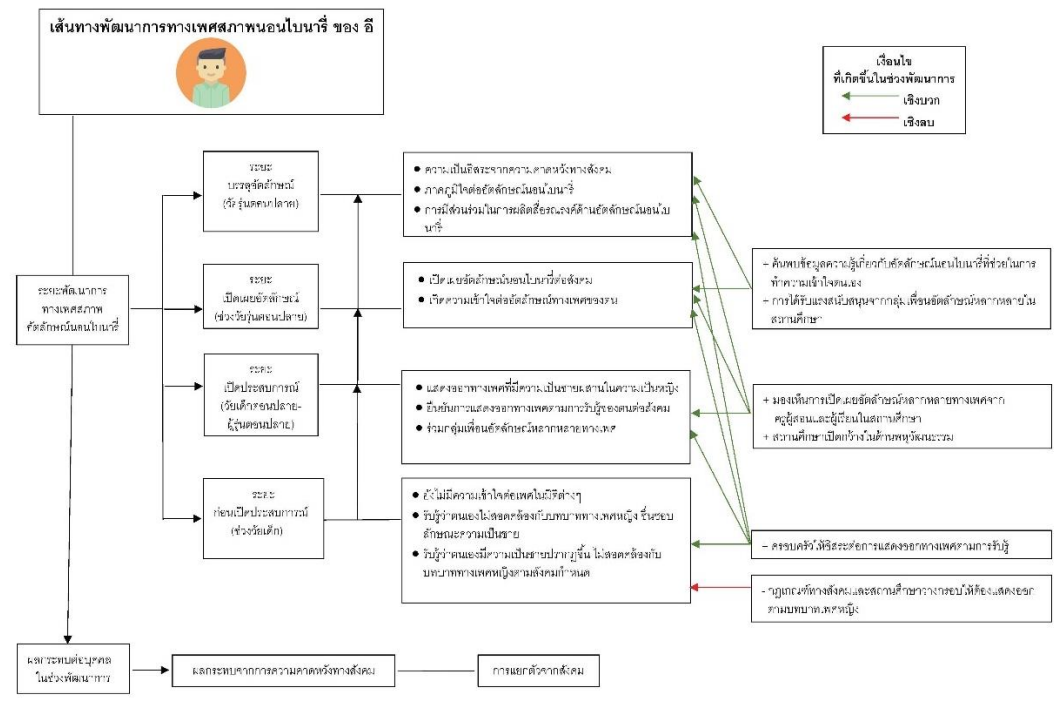 เส้นทางพัฒนาการทางเพศสภาพนอนไบนารี่ ของ อี
เงื่อนไข
ที่เกิดขึ้นในช่วงพัฒนาการ
เชิงบวก
เชิงลบ
ระยะพัฒนาการ
ทางเพศสภาพ
อัตลักษณ์นอนไบนารี่
ระยะ
บรรลุอัตลักษณ์
(วัยรุ่นตอนปลาย)
● ความเป็นอิสระจากความคาดหวังทางสังคม
● ภาคภูมิใจต่ออัตลักษณ์นอนไบนารี่
● การมีส่วนร่วมในการผลิตสื่อรณรงค์ด้านอัตลักษณ์นอนไบ
นารี่
ระยะ
เปิดเผยอัตลักษณ์
(ช่วงวัยรุ่นตอนปลาย)
● เปิดเผยอัตลักษณ์นอนไบนารี่ต่อสังคม
● เกิดความเข้าใจต่ออัตลักษณ์ทางเพศของตน
ระยะ
เปิดประสบการณ์
(วัยเด็กตอนปลาย-
ผู้รุ่นตอนปลาย)
● แสดงออกทางเพศที่มีความเป็นชายผสานในความเป็นหญิง
● ยืนยันการแสดงออกทางเพศตามการรับรู้ของตนต่อสังคม
● ร่วมกลุ่มเพื่อนอัตลักษณ์หลากหลายทางเพศ
ระยะ
ก่อนเปิดประสบการณ์
(ช่วงวัยเด็ก)
● ยังไม่มีความเข้าใจต่อเพศในมิติต่างๆ
● รับรู้ว่าตนเองไม่สอดคล้องกับบทบาททางเพศหญิง ชื่นชอบ
ลักษณะความเป็นชาย
● รับรู้ว่าตนเองมีความเป็นชายปรากฏขึ้น ไม่สอดคล้องกับ
บทบาททางเพศหญิงตามสังคมกำหนด
+ ค้นพบข้อมูลความรู้เกี่ยวกับอัตลักษณ์นอนไบนารี่ที่ช่วยในการ
ทำความเข้าใจตนเอง
+ การได้รับแรงสนับสนุนจากกลุ่มเพื่อนอัตลักษณ์หลากหลายใน
สถานศึกษา
+ มองเห็นการเปิดเผยอัตลักษณ์หลากหลายทางเพศจาก
ครูผู้สอนและผู้เรียนในสถานศึกษา
+ สถานศึกษาเปิดกว้างในด้านพหุวัฒนธรรม
– ครอบครัวให้อิสระต่อการแสดงออกทางเพศตามการรับรู้
- กฎเกณฑ์ทางสังคมและสถานศึกษาวางกรอบให้ต้องแสดงออก
ตามบทบาทเพศหญิง
ผลกระทบต่อบุคคล
ในช่วงพัฒนาการ
ผลกระทบจากการความคาดหวังทางสังคม
การแยกตัวจากสังคม